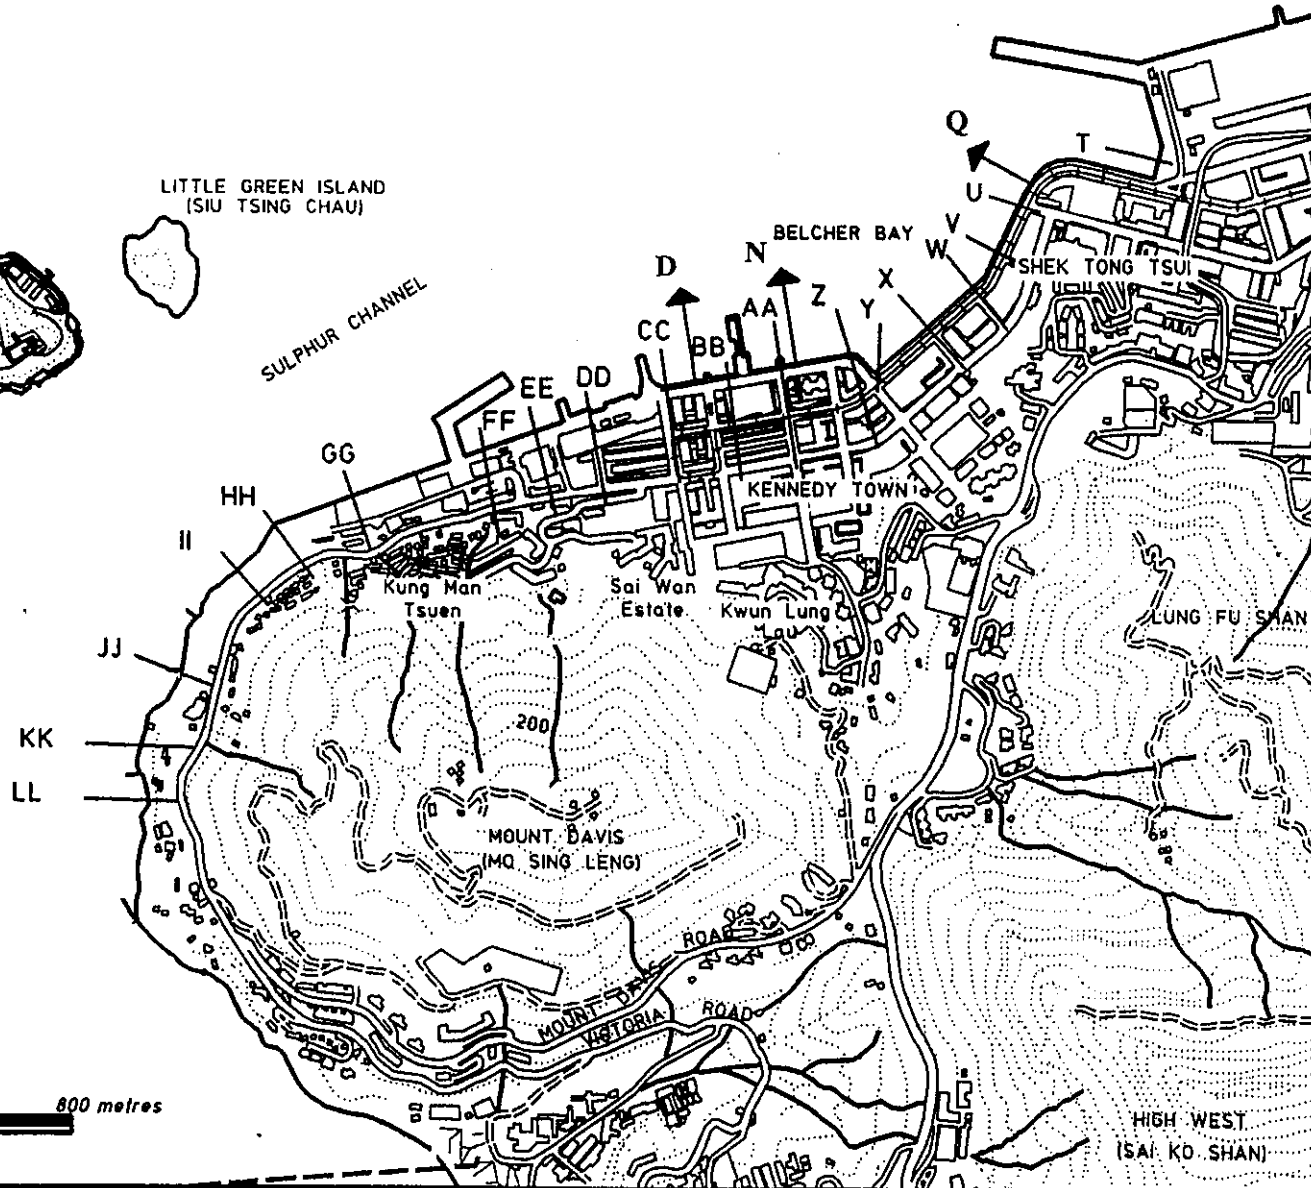 Q
T
LITTLE GREEN ISLAND
(SIU TSING CHAU)
U
V
BELCHER BAY
W
N
D
X
SHEK TONG TSUI
SULPHUR CHANNEL
Z
Y
AA
CC
BB
DD
EE
FF
GG
HH
KENNEDY TOWN
II
Kung Man
Tsuen
Sai Wan
Estate
Kwun Lung
Lau
LUNG FU SHAN
JJ
200
KK
LL
MOUNT DAVIS
(MO SING LENG)
MOUNT DAVIS ROAD
VICTORIA ROAD
800 metres
HIGH WEST
(SAI KO SHAN)